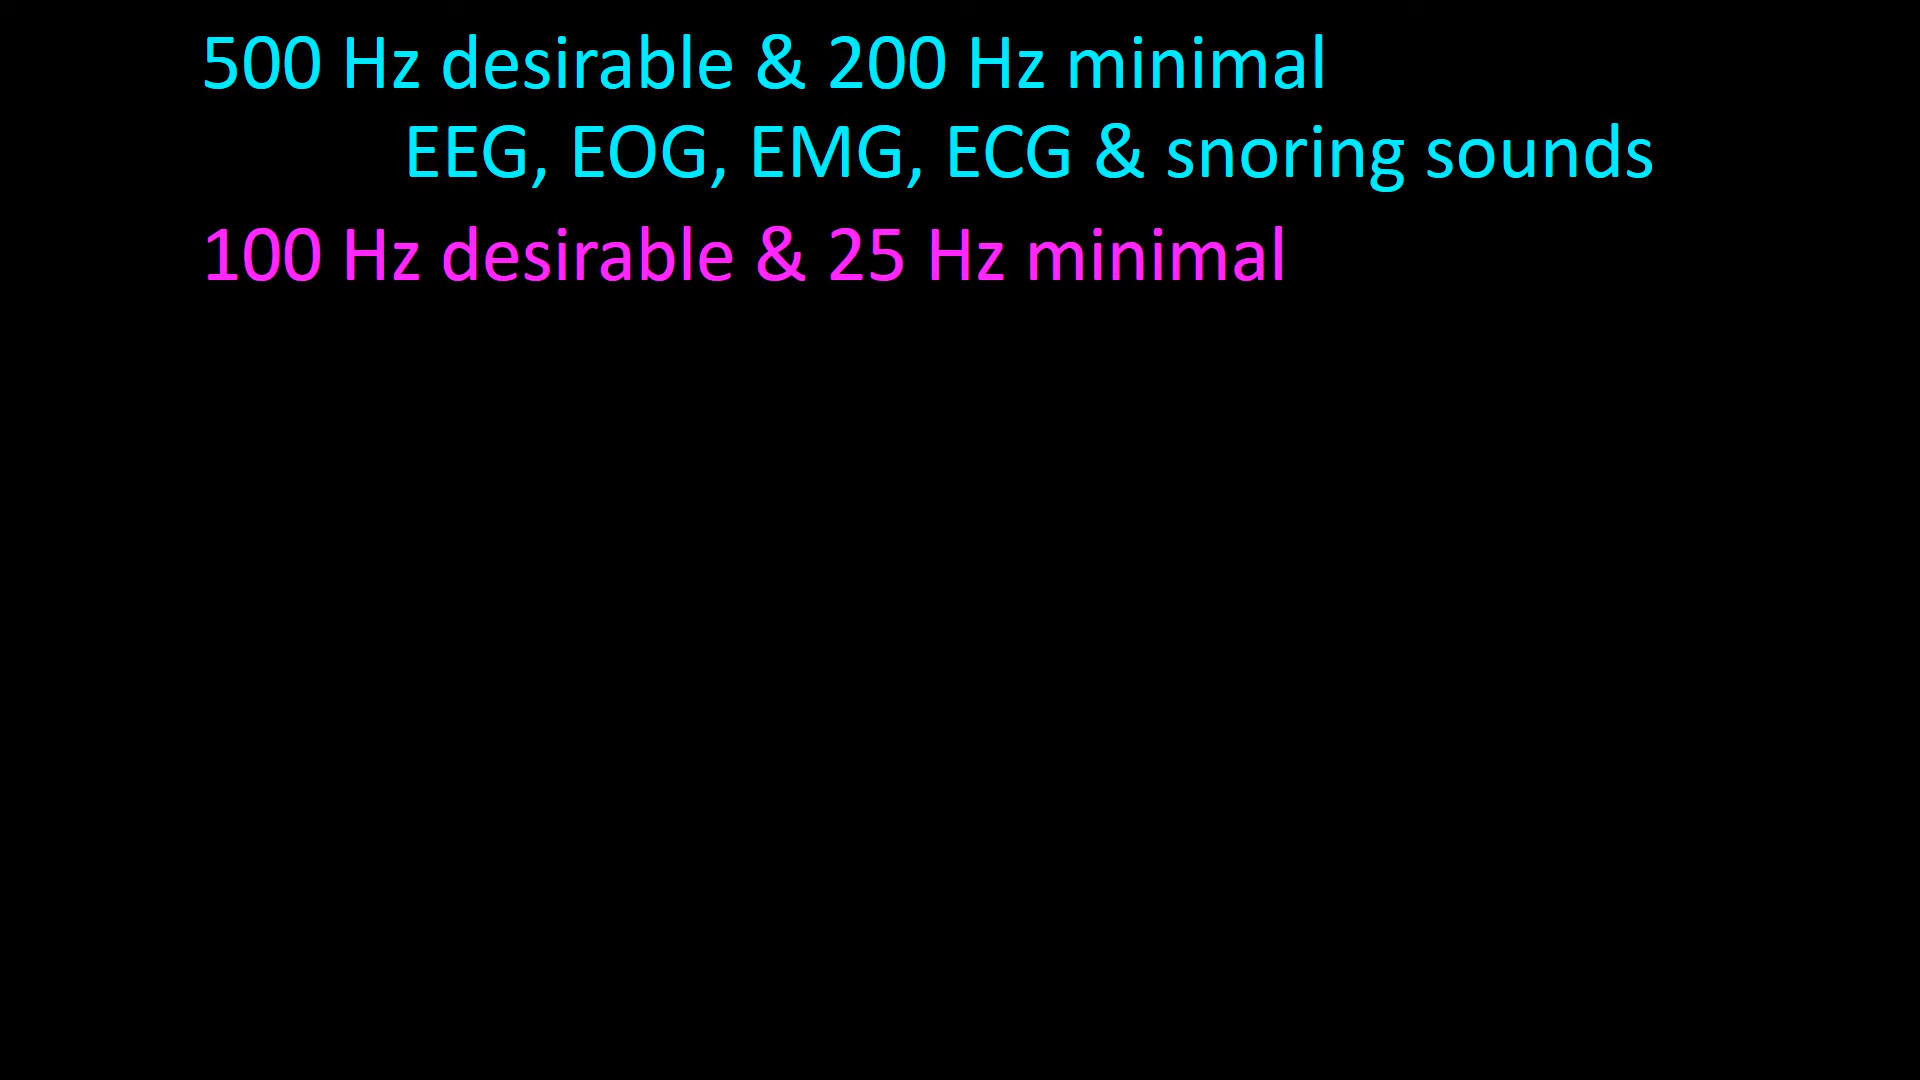 500 Hz desirable & 200 Hz minimal
EEG, EOG, EMG, ECG & snoring sounds
100 Hz desirable & 25 Hz minimal